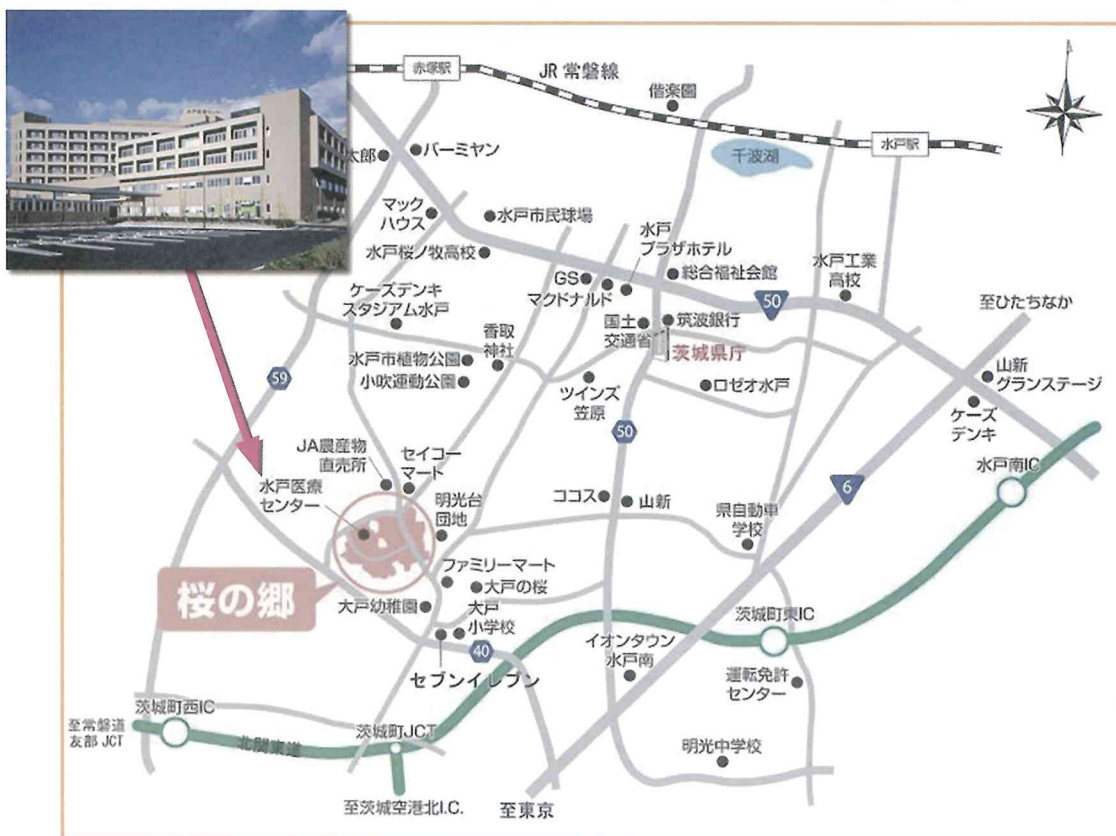 赤塚駅
JR 常磐線
偕楽園
千波湖
水戸駅
太郎
バーミヤン
マック
ハウス
水戸市民球場
水戸桜ノ牧高校
水戸
プラザホテル
GS
マクドナルド
総合福祉会館
水戸工業
高校
50
至ひたちなか
ケーズデンキ
スタジアム水戸
香取
神社
国土
交通省
筑波銀行
茨城県庁
水戸市植物公園
小吹運動公園
59
ツインズ
笠原
ロゼオ水戸
山新
グランステージ
ケーズ
デンキ
50
JA農産物
直売所
セイコー
マート
水戸医療
センター
明光台
団地
ココス
山新
6
水戸南IC
県自動車
学校
桜の郷
ファミリーマート
大戸の桜
大戸幼稚園
大戸
小学校
40
セブンイレブン
茨城町東IC
イオンタウン
水戸南
運転免許
センター
茨城町西IC
至常磐道
友部 JCT
北関東道
茨城町JCT
明光中学校
至茨城空港北I.C.
至東京